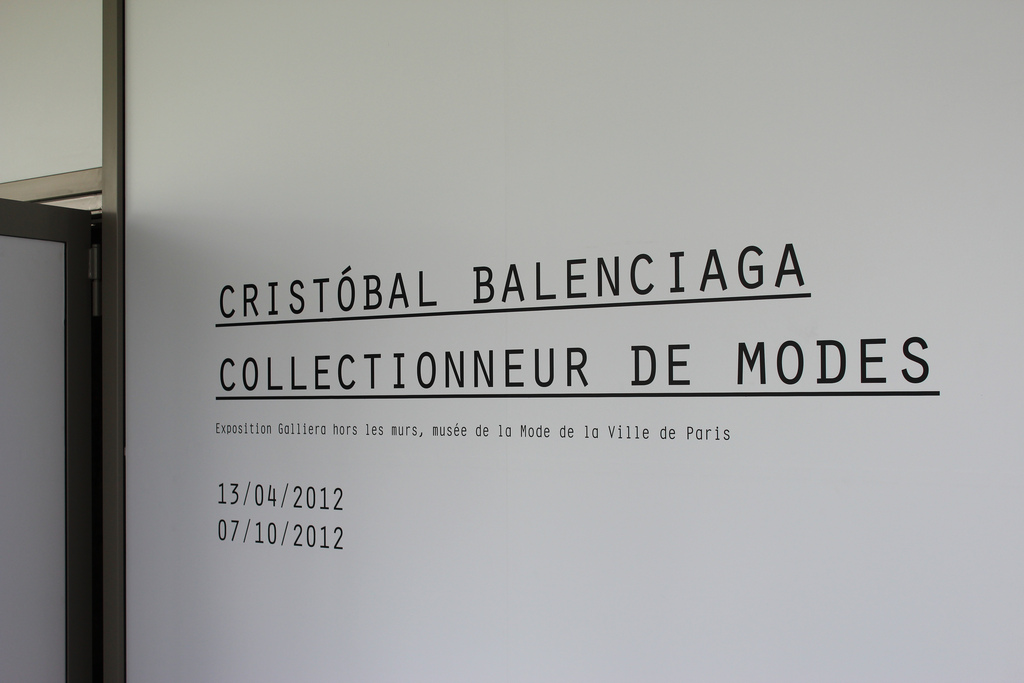 CRISTÓBAL BALENCIAGA
COLLECTIONNEUR DE MODES
Exposition Galliera hors les murs, musée de la Mode de la Ville de Paris
13/04/2012
07/10/2012